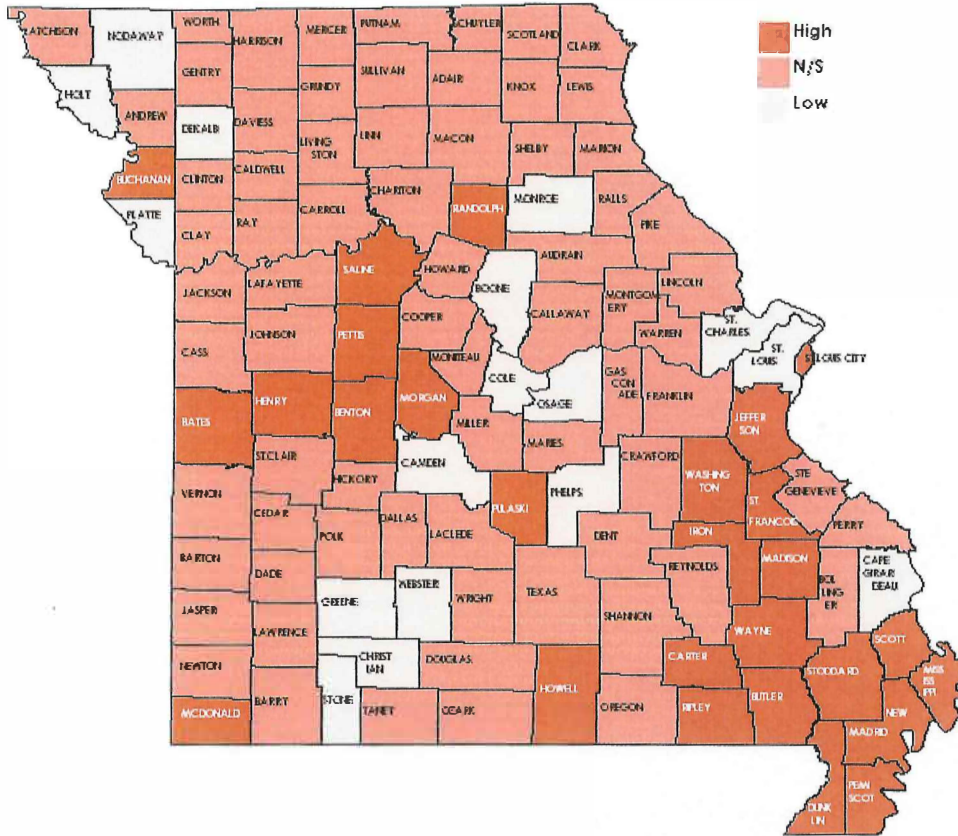 High
N/S
Low
ATCHISON
NODAWAY
WORTH
HARRISON
MERCER
PUTNAM
SCHUYLER
SCOTLAND
CLARK
GENTRY
SULLIVAN
ADAIR
KNOX
LEWIS
HOLT
GRUNDY
ANDREW
DEKALB
DAVIESS
LIVING
STON
LINN
MACON
SHELBY
MARION
BUCHANAN
CLINTON
CALDWELL
CHARITON
RANDOLPH
MONROE
RALLS
PLATTE
CLAY
RAY
CARROLL
PIKE
AUDRAIN
SALINE
HOWARD
BOONE
JACKSON
LAFAYETTE
LINCOLN
MONTGOM
ERY
COOPER
CALLAWAY
WARREN
ST.
CHARLES
JOHNSON
PETTIS
CASS
MONITEAU
COLE
OSAGE
GAS
CON
ADE
FRANKLIN
ST.
LOUIS
ST. LOUIS CITY
BATES
HENRY
BENTON
MORGAN
MILLER
MARIES
JEFFER
SON
ST.CLAIR
CAMDEN
CRAWFORD
WASHING
TON
STE
GENEVIEVE
VERNON
HICKORY
PHELPS
PULASKI
ST.
FRANCOIS
CEDAR
DALLAS
POLK
LACLEDE
DENT
IRON
PERRY
BARTON
DADE
WEBSTER
TEXAS
REYNOLDS
MADISON
BOL
LINGER
ER
CAPE
GIRAR
DEAU
JASPER
GREENE
WRIGHT
SHANNON
LAWRENCE
WAYNE
SCOTT
NEWTON
CHRIST
IAN
DOUGLAS
HOWELL
CARTER
STODDARD
MISS
ISS
IPPI
MCDONALD
BARRY
STONE
TANEY
OZARK
OREGON
RIPLEY
BUTLER
NEW
MADRID
DUNK
LIN
PEMI
SCOT